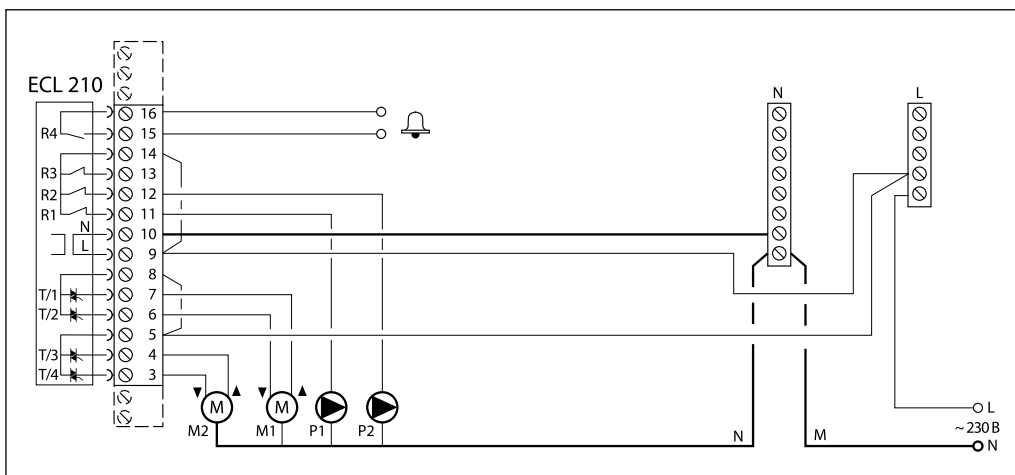 ECL 210
N
L
16
R4
15
14
R3
13
R2
12
R1
11
N
10
L
9
8
T/1
7
T/2
6
5
T/3
4
T/4
3
M
M
M2
M1
P1
P2
N
M
L
~ 230 В
N